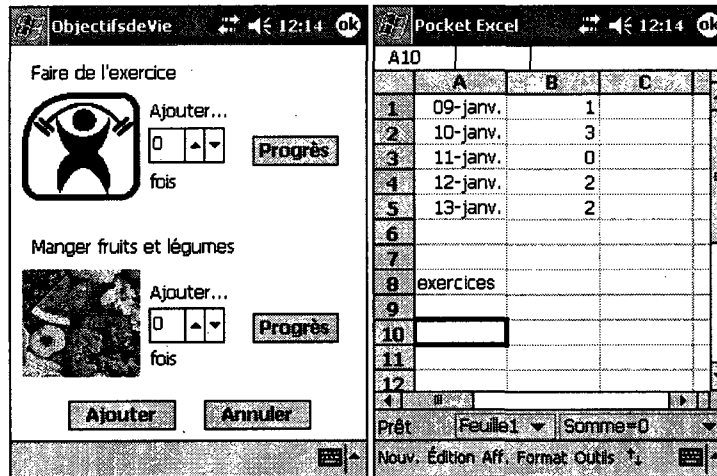 ObjectifsdeVie 12:14 ok
Faire de l'exercice
Ajouter...
0
Progrès
fois
Manger fruits et légumes
Ajouter...
0
Progrès
fois
Ajouter Annuler
Pocket Excel 12:14 ok
A10
A B C
1 09-janv. 1
2 10-janv. 3
3 11-janv. 0
4 12-janv. 2
5 13-janv. 2
6
7
8 exercices
9
10
11
12
Prêt Feuille1 Somme=0
Nouv. Édition Aff. Format Outils